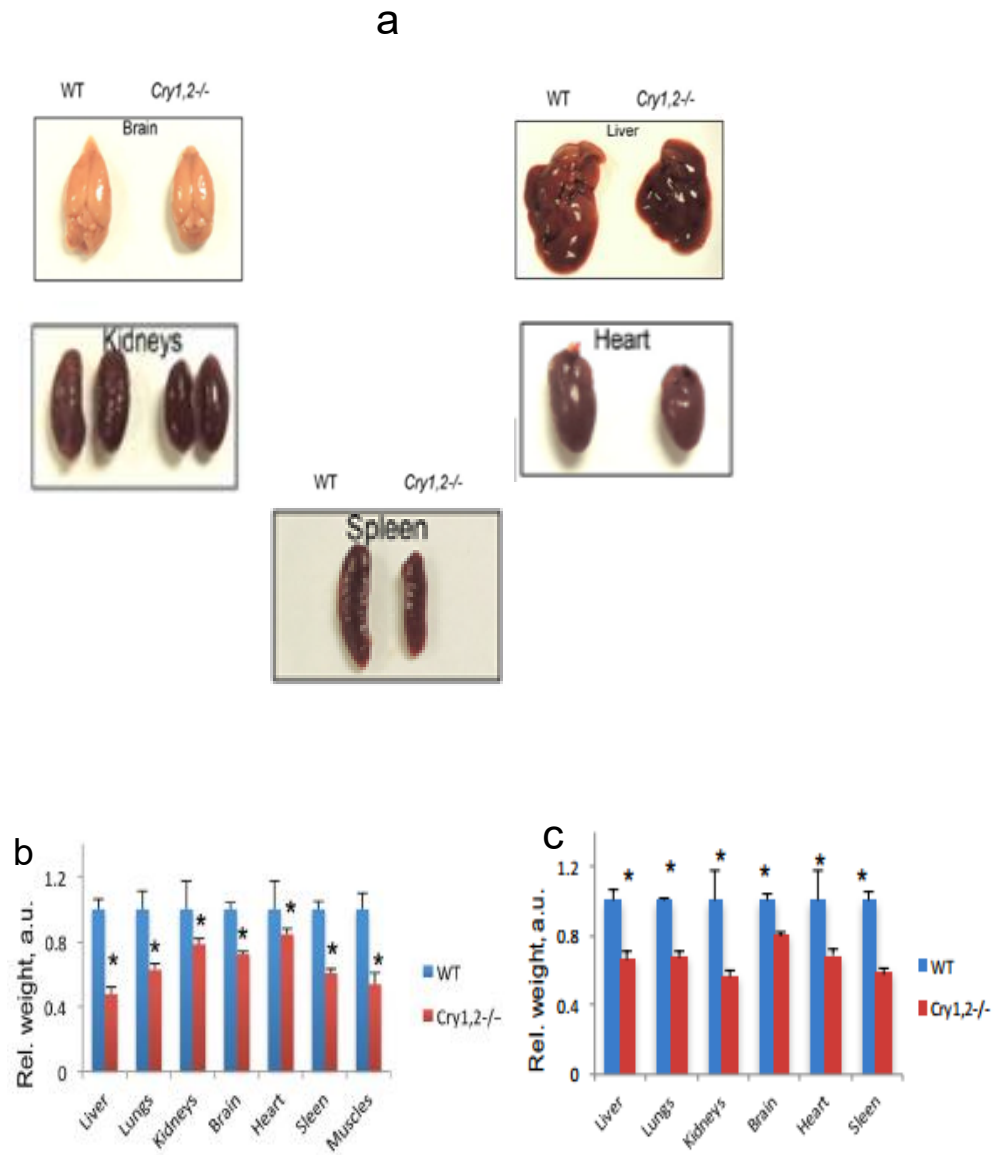 a
WT Cry1,2-/-
Brain
WT Cry1,2-/-
Liver
Kidneys
Heart
WT Cry1,2-/-
Spleen
b
Rel. weight, a.u.
1.2
0.8
0.4
0
* * * * * * *
Liver Lungs Kidneys Brain Heart Sleen Muscles
WT
Cry1,2-/-
c
Rel. weight, a.u.
1.2
0.8
0.4
0
* * * * * *
Liver Lungs Kidneys Brain Heart Sleen
WT
Cry1,2-/-